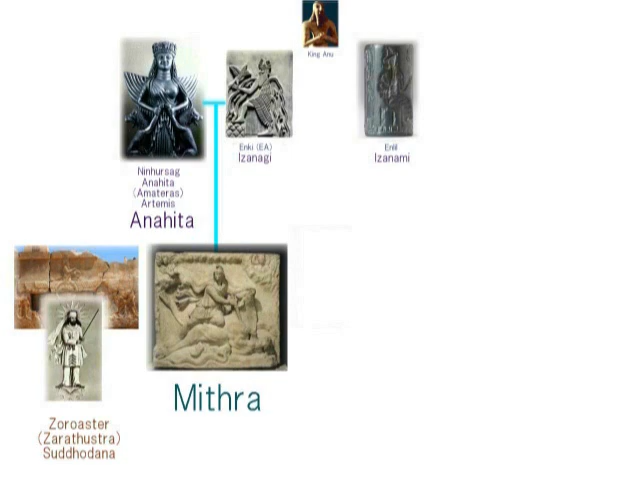 King Anu
Enki (EA)
Izanagi
Enlil
Izanami
Ninhursag
Anahita
(Amateras)
Artemis
Anahita
Mithra
Zoroaster
(Zarathustra)
Suddhodana